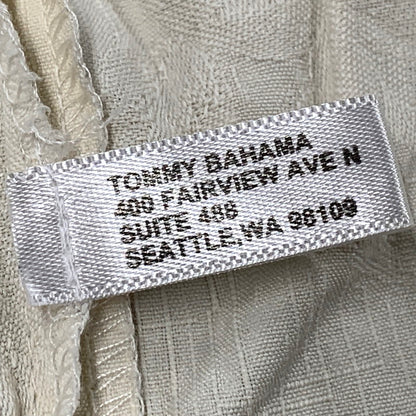 TOMMY BAHAMA
400 FAIRVIEW AVE N
SUITE 488
SEATTLE,WA 98109